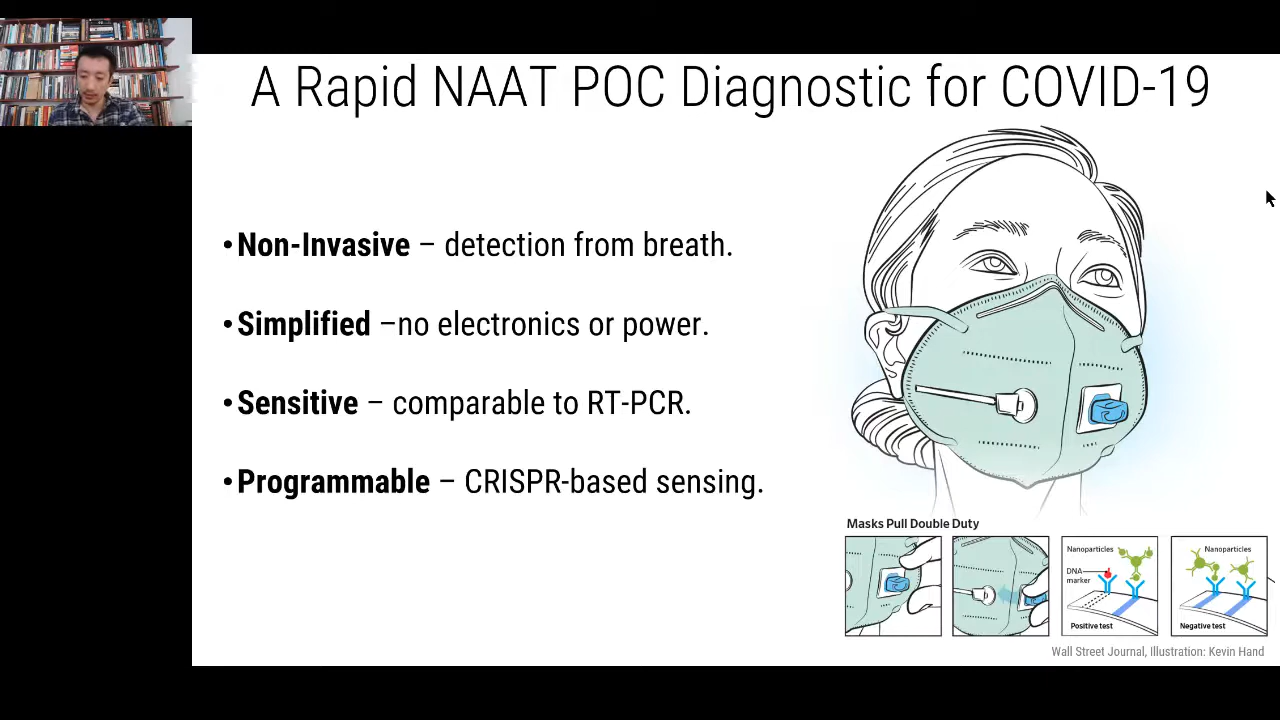 A Rapid NAAT POC Diagnostic for COVID-19
•Non-Invasive – detection from breath.
•Simplified –no electronics or power.
•Sensitive – comparable to RT-PCR.
•Programmable – CRISPR-based sensing.
Masks Pull Double Duty
Nanoparticles
DNA
marker
Positive test
Nanoparticles
Negative test
Wall Street Journal, Illustration: Kevin Hand